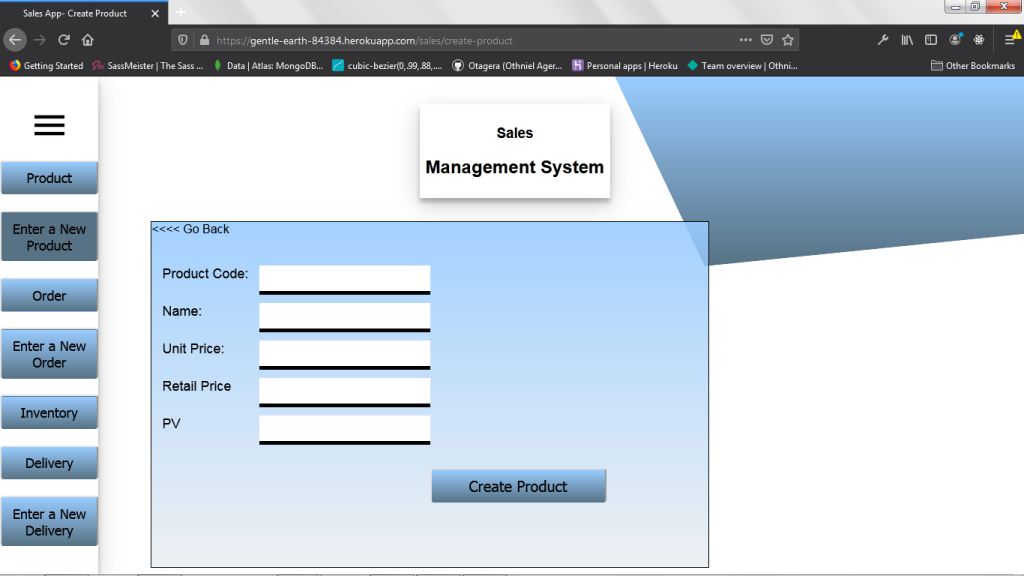 Sales App- Create Product
https://gentle-earth-84384.herokuapp.com/sales/create-product
Getting Started
SassMeister | The Sass ...
Data | Atlas: MongoDB...
cubic-bezier(0,.99,.88,....
Otagera (Othniel Ager...
Personal apps | Heroku
Team overview | Othni...
Other Bookmarks
Sales
Management System
Product
Enter a New
Product
Order
Enter a New
Order
Inventory
Delivery
Enter a New
Delivery
<<<< Go Back
Product Code:
Name:
Unit Price:
Retail Price
PV
Create Product